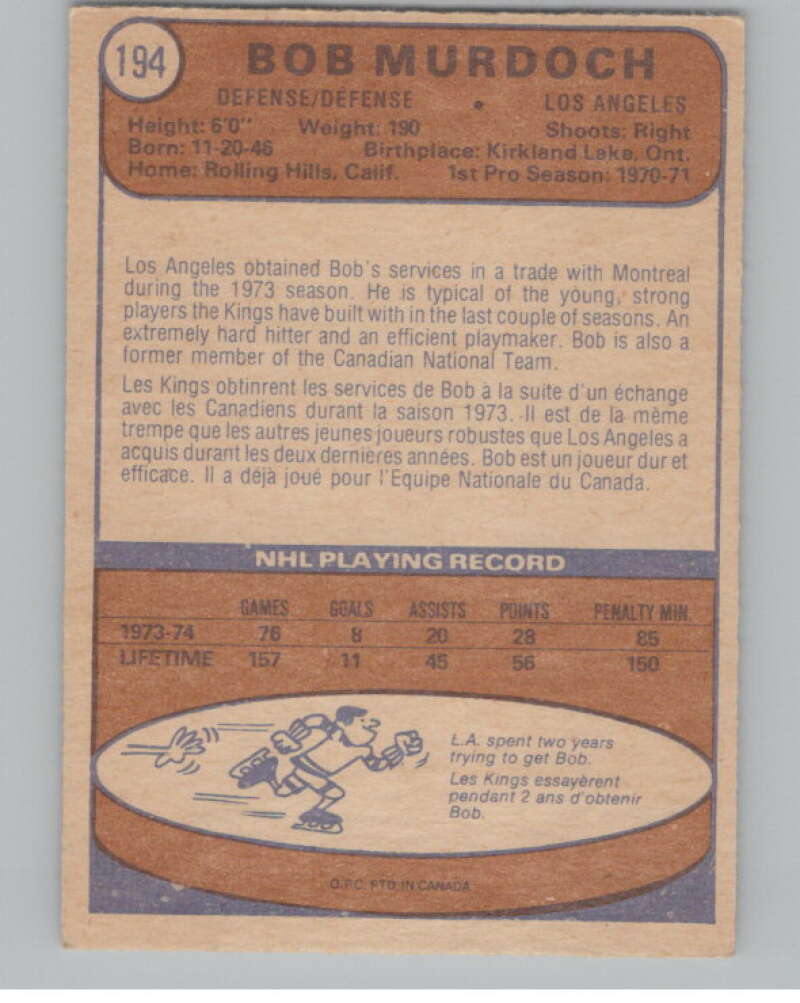 194
BOB MURDOCH
DEFENSE/DÉFENSE • LOS ANGELES
Height: 6'0" Weight: 190 Shoots: Right
Born: 11-20-46 Birthplace: Kirkland Lake, Ont.
Home: Rolling Hills, Calif. 1st Pro Season: 1970-71
Los Angeles obtained Bob's services in a trade with Montreal
during the 1973 season. He is typical of the young, strong
players the Kings have built with in the last couple of seasons. An
extremely hard hitter and an efficient playmaker. Bob is also a
former member of the Canadian National Team.
Les Kings obtinrent les services de Bob à la suite d'un échange
avec les Canadiens durant la saison 1973. Il est de la même
trempe que les autres jeunes joueurs robustes que Los Angeles a
acquis durant les deux dernières années. Bob est un joueur dur et
efficace. Il a déjà joué pour l'Equipe Nationale du Canada.
NHL PLAYING RECORD
GAMES GOALS ASSISTS POINTS PENALTY MIN.
1973-74 76 8 20 28 85
LIFETIME 157 11 45 56 150
L.A. spent two years
trying to get Bob.
Les Kings essayèrent
pendant 2 ans d'obtenir
Bob.
O.P.C. PTD. IN CANADA